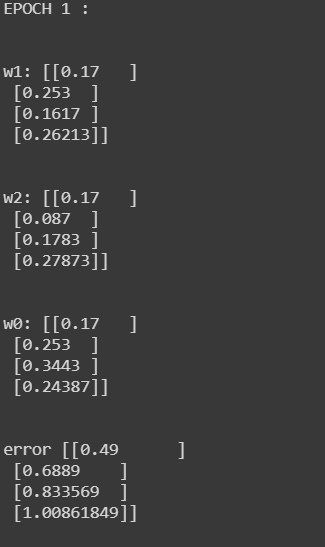 EPOCH 1 :
w1: [[0.17   ]
 [0.253  ]
 [0.1617 ]
 [0.26213]]
w2: [[0.17   ]
 [0.087  ]
 [0.1783 ]
 [0.27873]]
w0: [[0.17   ]
 [0.253  ]
 [0.3443 ]
 [0.24387]]
error [[0.49      ]
 [0.6889    ]
 [0.833569  ]
 [1.00861849]]